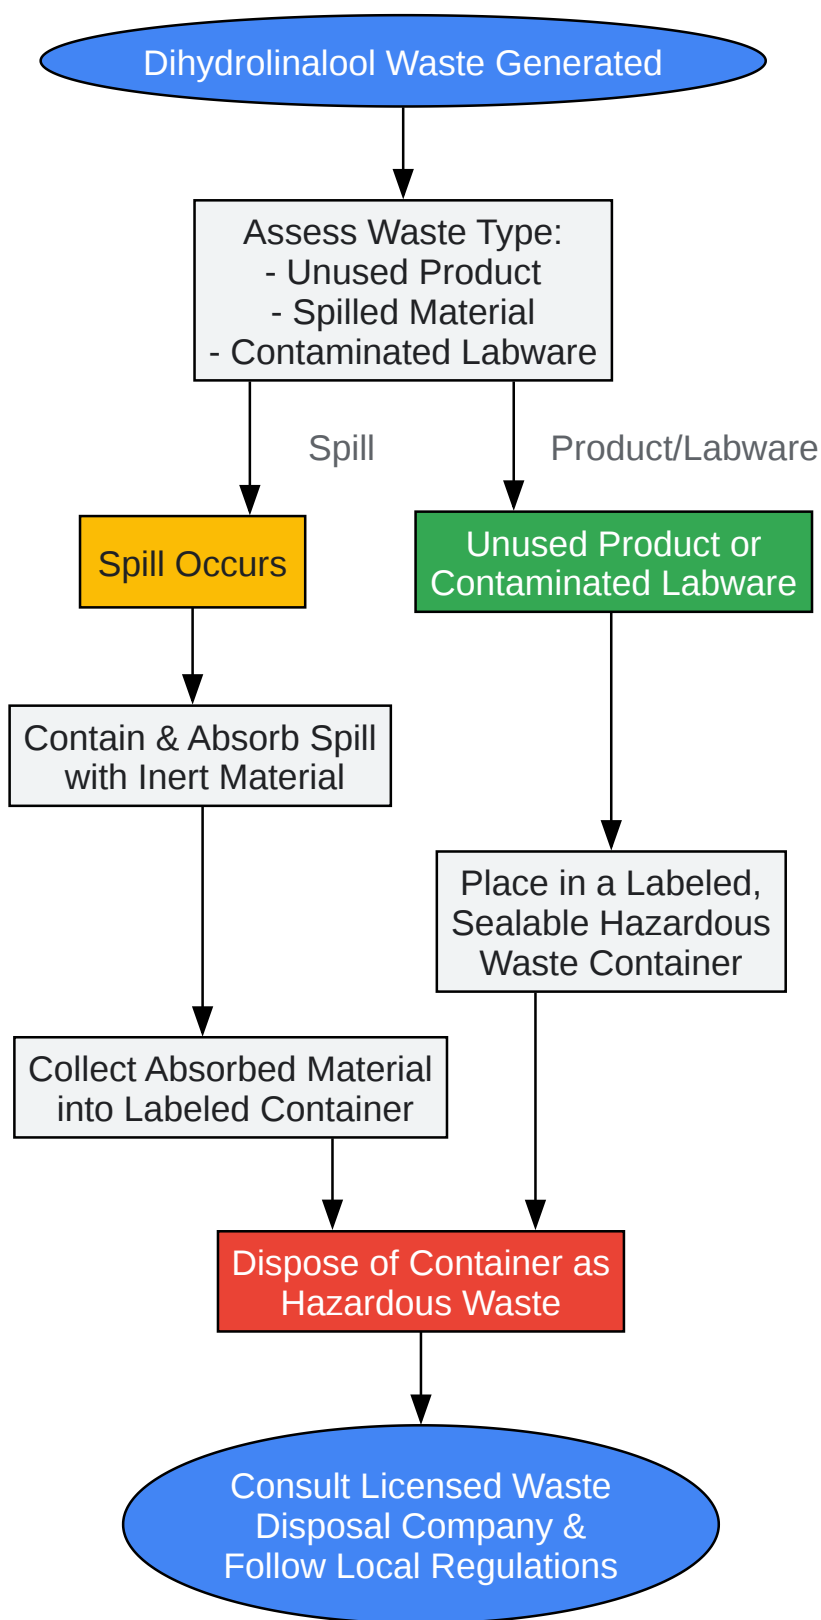 Dihydrolinalool Waste Generated
Assess Waste Type:
- Unused Product
- Spilled Material
- Contaminated Labware
Spill
Product/Labware
Spill Occurs
Unused Product or
Contaminated Labware
Contain & Absorb Spill
with Inert Material
Place in a Labeled,
Sealable Hazardous
Waste Container
Collect Absorbed Material
into Labeled Container
Dispose of Container as
Hazardous Waste
Consult Licensed Waste
Disposal Company &
Follow Local Regulations